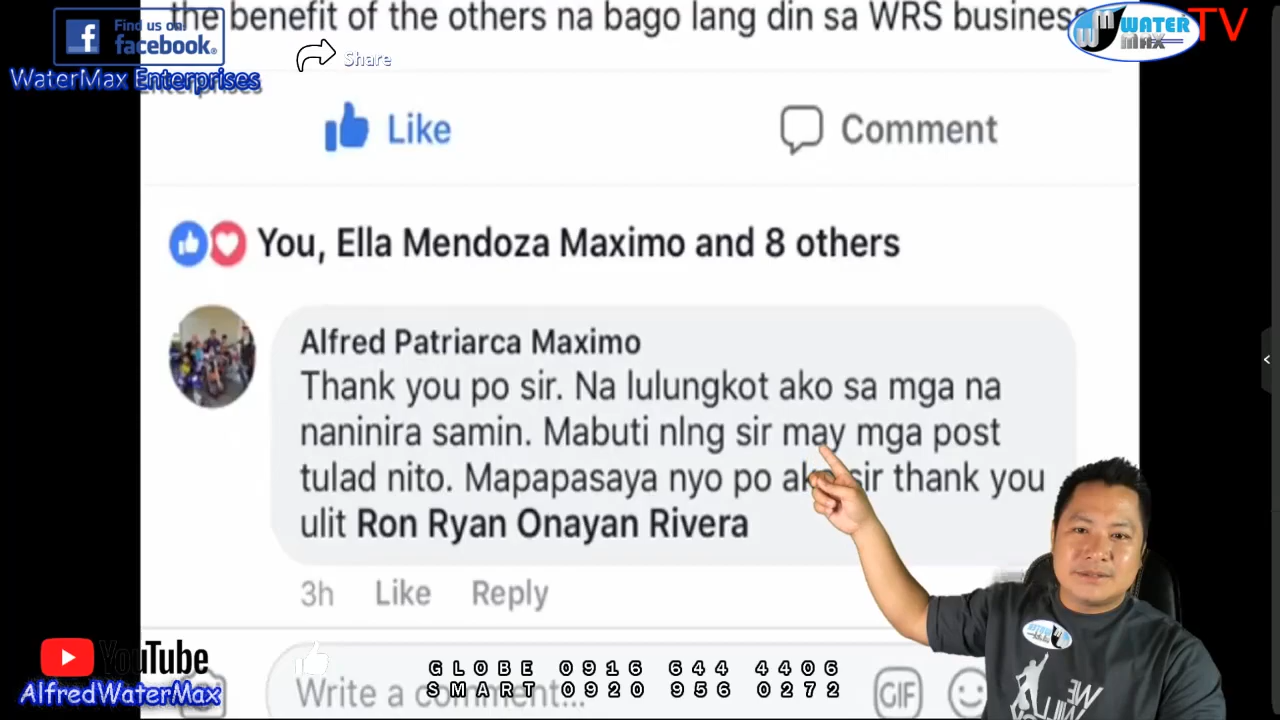 the benefit of the others na bago lang din sa WRS business
Find us on
facebook.
WaterMax Enterprises
Share
WATER
MAX
TV
Like
Comment
You, Ella Mendoza Maximo and 8 others
Alfred Patriarca Maximo
Thank you po sir. Na lulungkot ako sa mga na
naninira samin. Mabuti nlng sir may mga post
tulad nito. Mapapasaya nyo po ako sir thank you
ulit Ron Ryan Onayan Rivera
3h
Like
Reply
YouTube
AlfredWaterMax
Write a comment...
GLOBE 0916 644 4406
SMART 0920 956 0272
GIF
WE
WILL